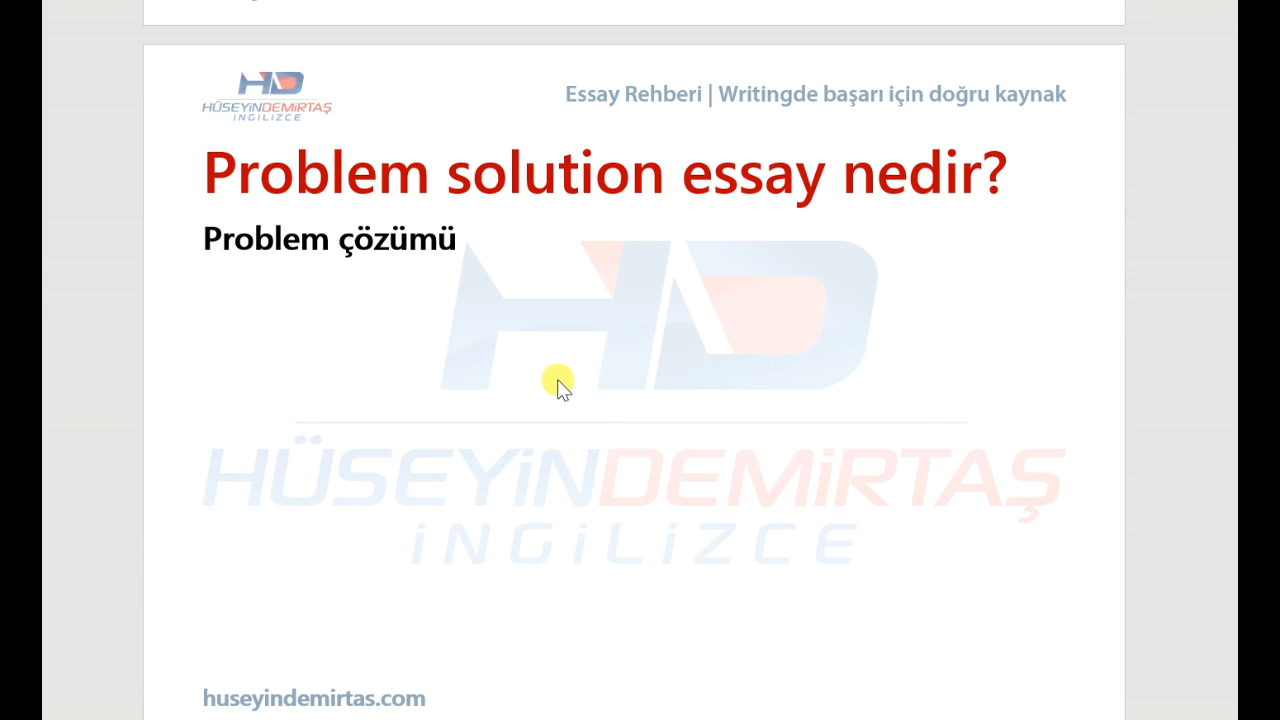 HÜSEYİNDEMİRTAŞ
İNGİLİZCE
Essay Rehberi | Writingde başarı için doğru kaynak
Problem solution essay nedir?
Problem çözümü
HD
HÜSEYİNDEMİRTAŞ
İNGİLİZCE
huseyindemirtas.com